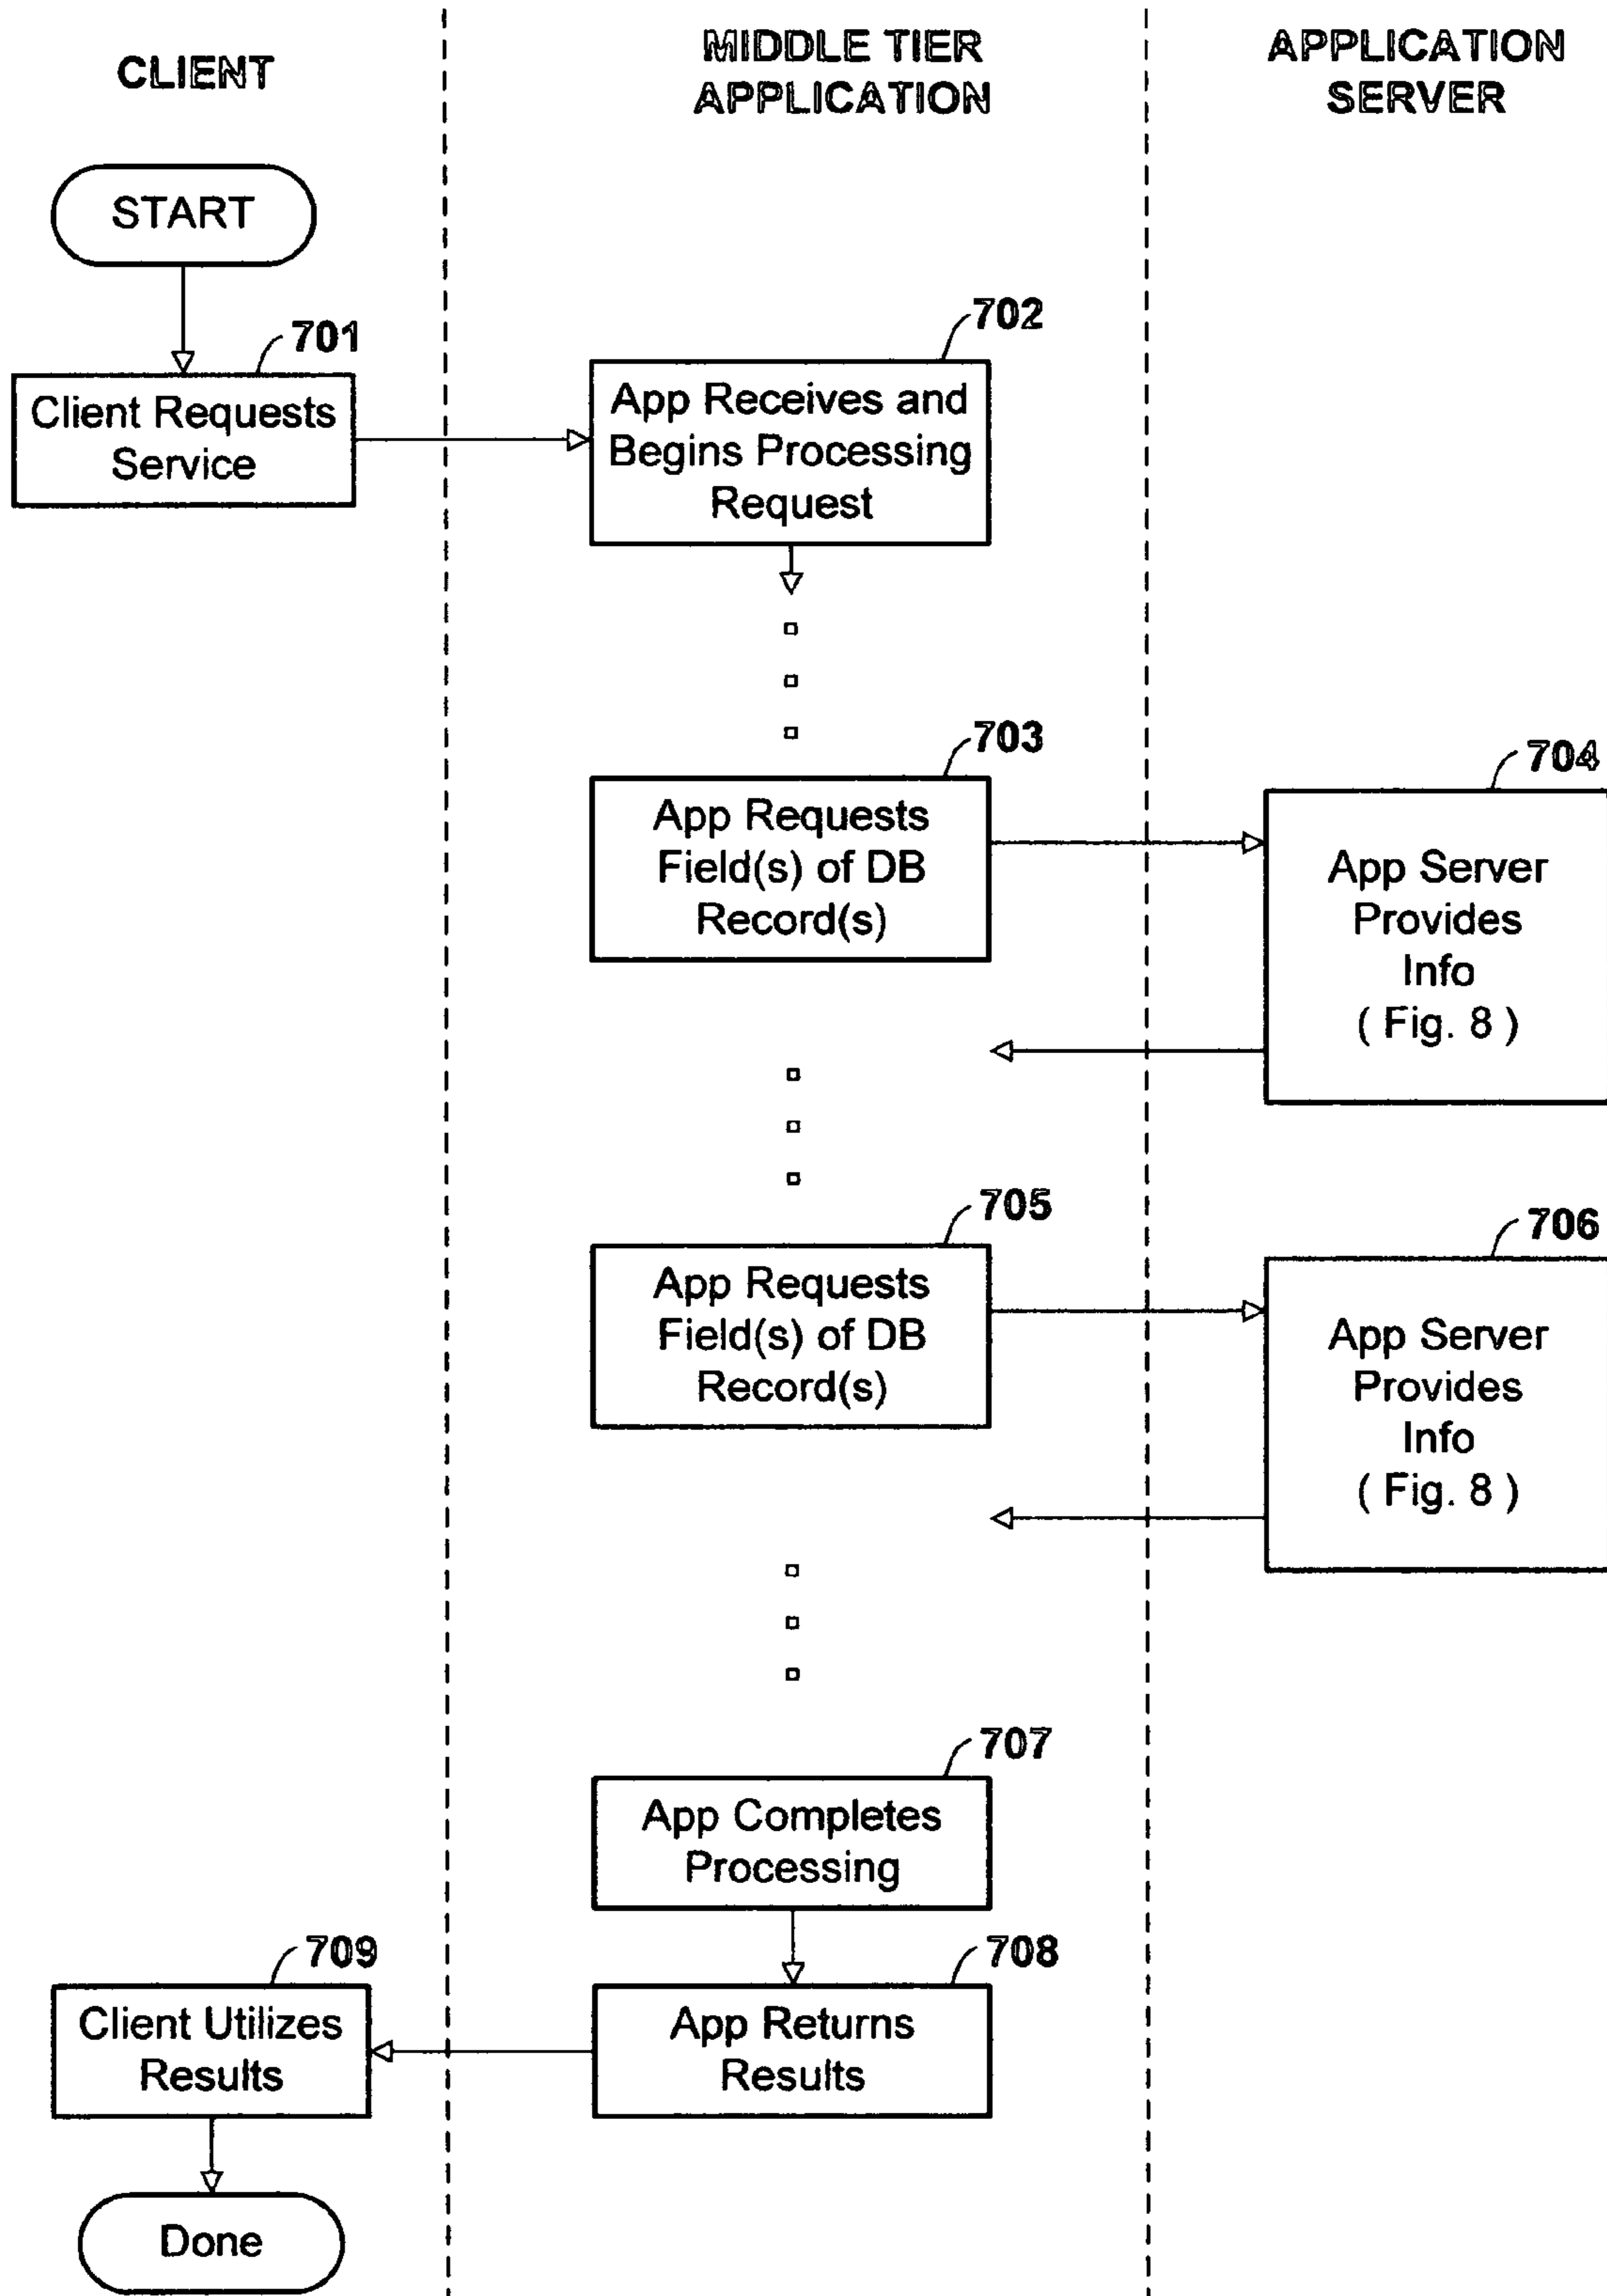 CLIENT
MIDDLE TIER
APPLICATION
APPLICATION
SERVER
START
701
Client Requests
Service
702
App Receives and
Begins Processing
Request
703
App Requests
Field(s) of DB
Record(s)
704
App Server
Provides
Info
( Fig. 8 )
705
App Requests
Field(s) of DB
Record(s)
706
App Server
Provides
Info
( Fig. 8 )
707
App Completes
Processing
708
App Returns
Results
709
Client Utilizes
Results
Done